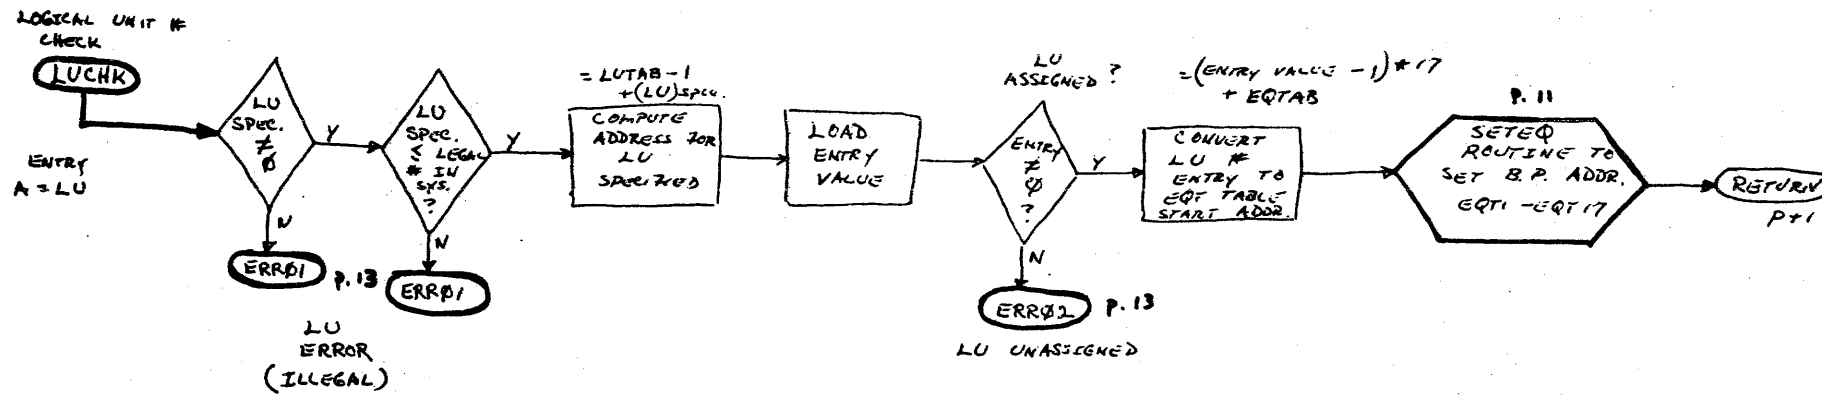 LOGICAL UNIT #
CHECK
LUCHK
ENTRY
A = LU
LU
SPEC.
≠
Ø
Y
N
ERRØ1
p. 13
LU
SPEC.
≤ LEGAL
# IN
SYS.
?
Y
N
ERRØ1
LU
ERROR
(ILLEGAL)
= LUTAB-1
+(LU)SPEC.
COMPUTE
ADDRESS FOR
LU
SPECIFIED
LOAD
ENTRY
VALUE
LU
ASSIGNED ?
ENTRY
≠
Ø
?
Y
N
ERRØ2
p. 13
LU UNASSIGNED
=(ENTRY VALUE -1)*17
+ EQTAB
CONVERT
LU #
ENTRY TO
EQT TABLE
START ADDR.
p. 11
SETEQ
ROUTINE TO
SET B.P. ADDR.
EQT1 -EQT17
RETURN
P+1